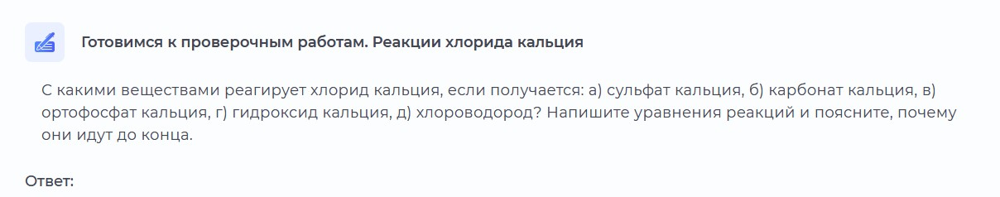 Готовимся к проверочным работам. Реакции хлорида кальция
С какими веществами реагирует хлорид кальция, если получается: а) сульфат кальция, б) карбонат кальция, в)
ортофосфат кальция, г) гидроксид кальция, д) хлороводород? Напишите уравнения реакций и поясните, почему
они идут до конца.
Ответ: